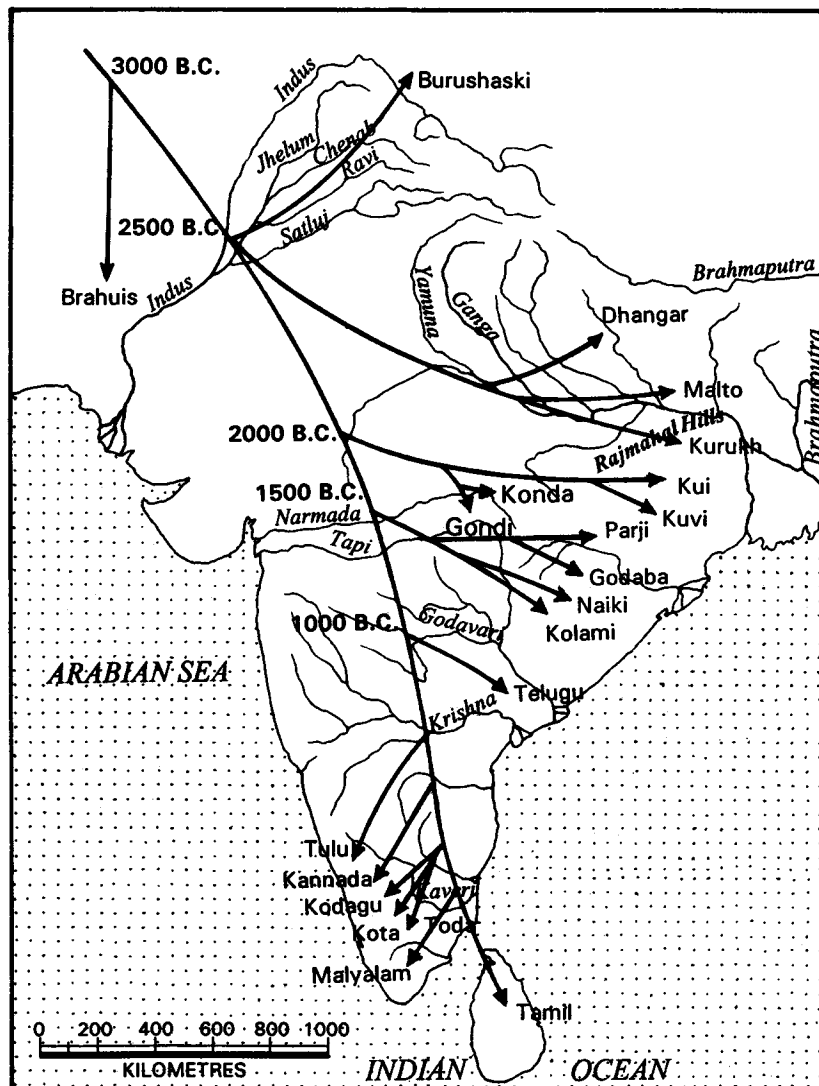 3000 B.C.
Indus
Burushaski
Jhelum
Chenab
Ravi
2500 B.C.
Satluj
Brahuis
Indus
Yamuna
Ganga
Brahmaputra
Dhangar
Malto
Brahmaputra
2000 B.C.
Rajmahal Hills
Kurukh
1500 B.C.
Konda
Kui
Narmada
Gondi
Parji
Kuvi
Tapi
Godaba
Naiki
1000 B.C.
Godavari
Kolami
ARABIAN SEA
Telugu
Krishna
Tulu
Kannada
Kaveri
Kodagu
Kota
Toda
Malyalam
Tamil
0 200 400 600 800 1000
KILOMETRES
INDIAN OCEAN